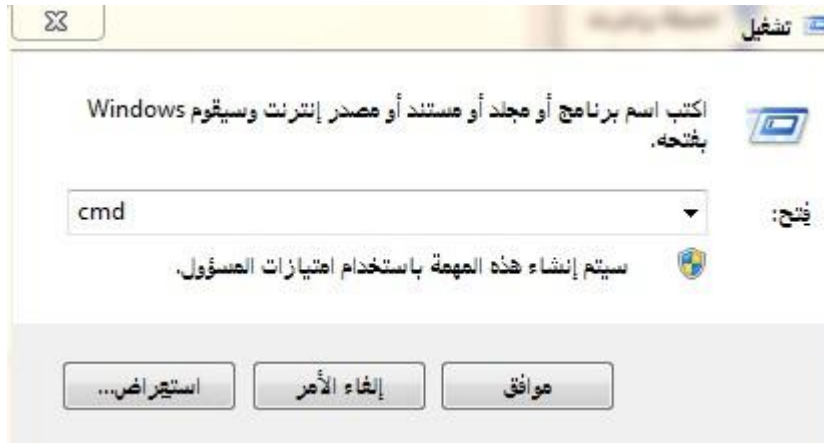 تشغيل
اكتب اسم برنامج أو مجلد أو مستند أو مصدر إنترنت وسيقوم Windows
بفتحه.
فتح:
cmd
سيتم إنشاء هذه المهمة باستخدام امتيازات المسؤول.
موافق
إلغاء الأمر
استعراض...